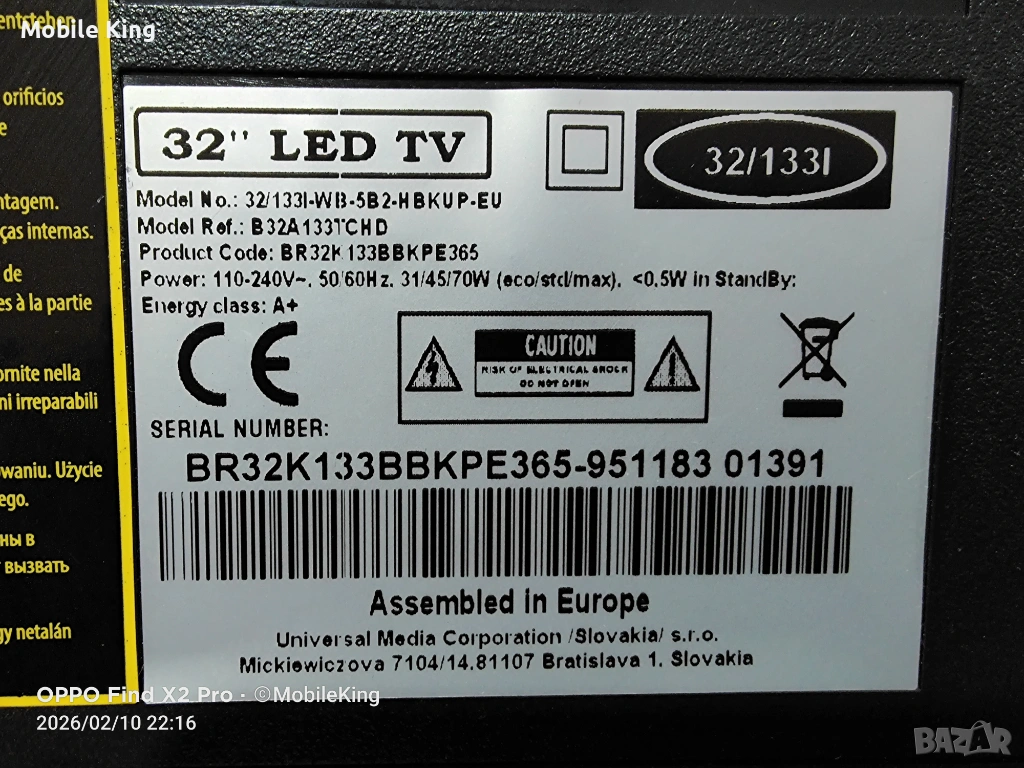 Mobile King
entstehen
orificios
e
ntagem.
ças internas.
de
es à la partie
ornite nella
ni irreparabili
waniu. Użycie
ego.
ны в
вызвать
gy netalán
32" LED TV
32/133I
Model No.: 32/133I-WB-5B2-HBKUP-EU
Model Ref.: B32A133TCHD
Product Code: BR32K133BBKPE365
Power: 110-240V~, 50/60Hz, 31/45/70W (eco/std/max), <0.5W in StandBy:
Energy class: A+
CE
CAUTION
RISK OF ELECTRICAL SHOCK
DO NOT OPEN
SERIAL NUMBER:
BR32K133BBKPE365-951183 01391
Assembled in Europe
Universal Media Corporation /Slovakia/ s.r.o.
Mickiewiczova 7104/14,81107 Bratislava 1, Slovakia
OPPO Find X2 Pro · ©MobileKing
2026/02/10 22:16
BAZAR